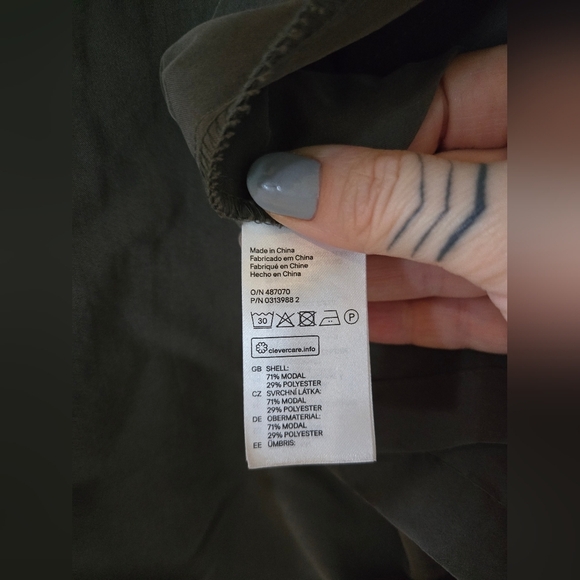 Made in China
Fabricado em China
Fabriqué en Chine
Hecho en China
O/N 487070
P/N 0313988 2
30 P
clevercare.info
GB SHELL:
71% MODAL
29% POLYESTER
CZ SVRCHNÍ LÁTKA:
71% MODAL
29% POLYESTER
DE OBERMATERIAL:
71% MODAL
29% POLYESTER
EE ÜMBRIS: